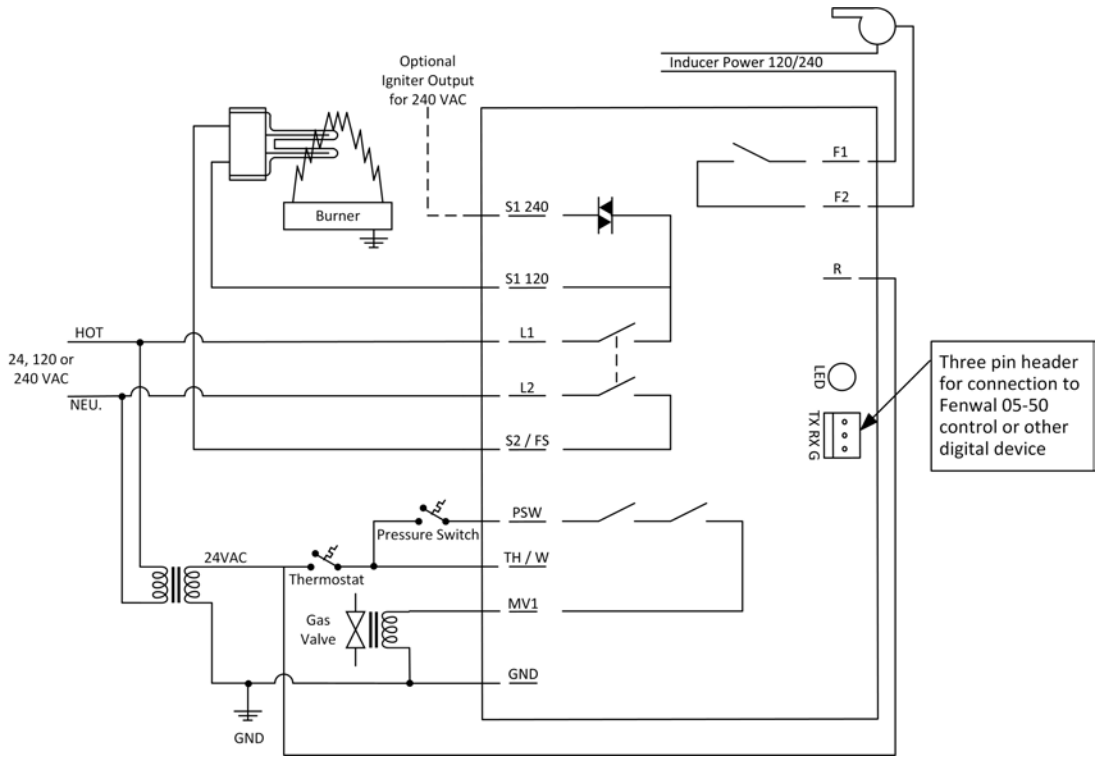 Inducer Power 120/240
Optional
Igniter Output
for 240 VAC
F1
F2
Burner
S1 240
S1 120
R
HOT
L1
24, 120 or
240 VAC
NEU.
L2
S2 / FS
LED
TX RX G
Three pin header
for connection to
Fenwal 05-50
control or other
digital device
PSW
Pressure Switch
24VAC
TH / W
Thermostat
MV1
Gas
Valve
GND
GND